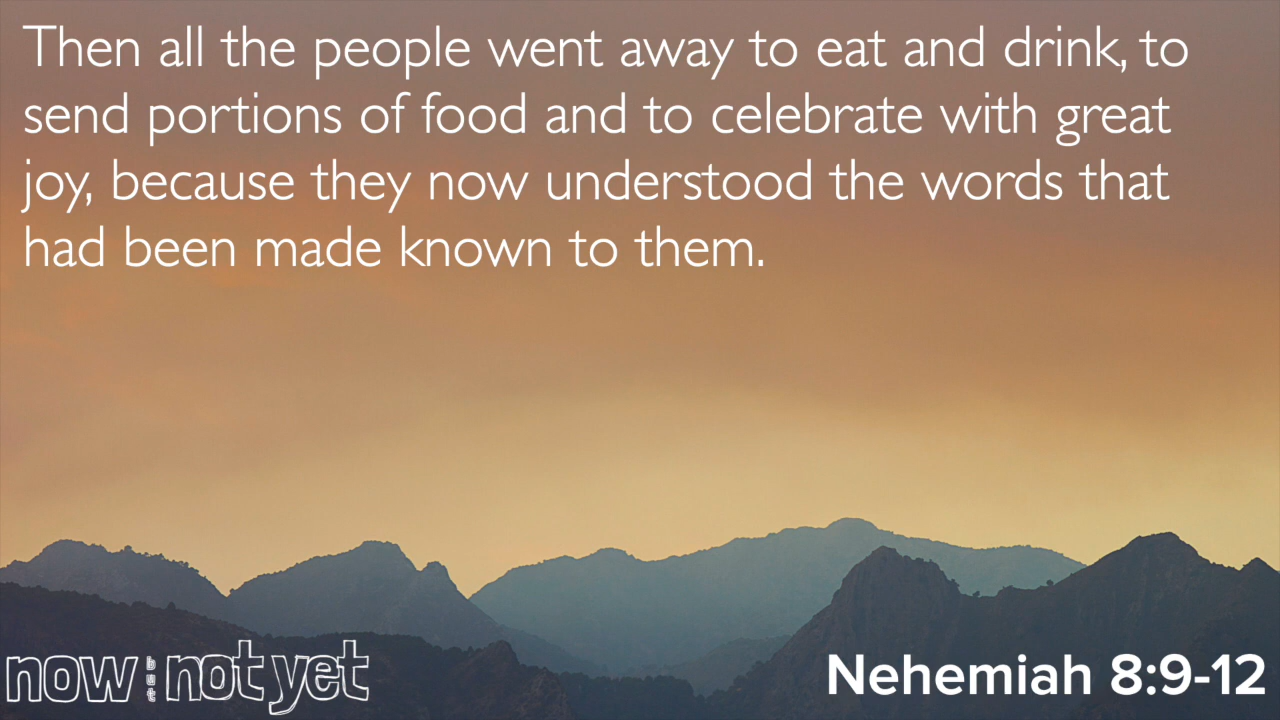 Then all the people went away to eat and drink, to
send portions of food and to celebrate with great
joy, because they now understood the words that
had been made known to them.
now but not yet
Nehemiah 8:9-12